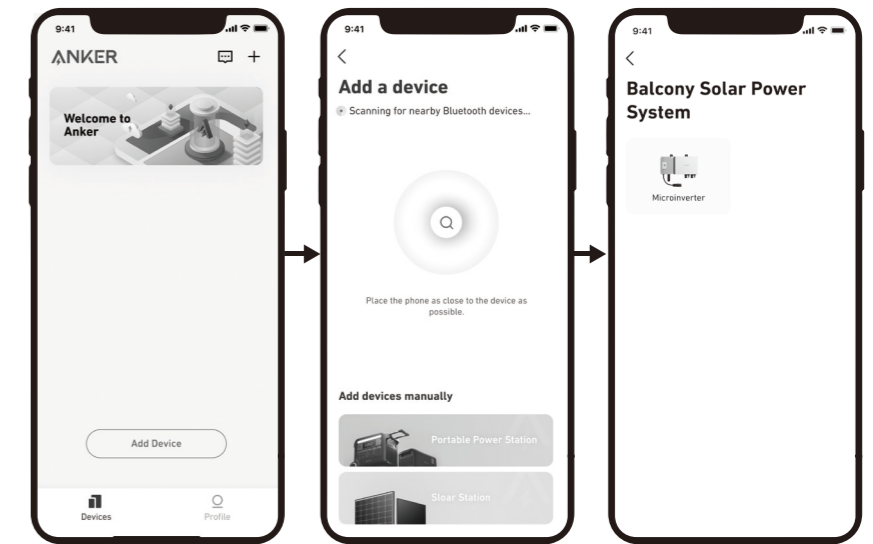 9:41
ANKER
Welcome to
Anker
Add Device
Devices
Profile
9:41
Add a device
Scanning for nearby Bluetooth devices...
Place the phone as close to the device as
possible.
Add devices manually
Portable Power Station
Sloar Station
9:41
Balcony Solar Power
System
Microinverter